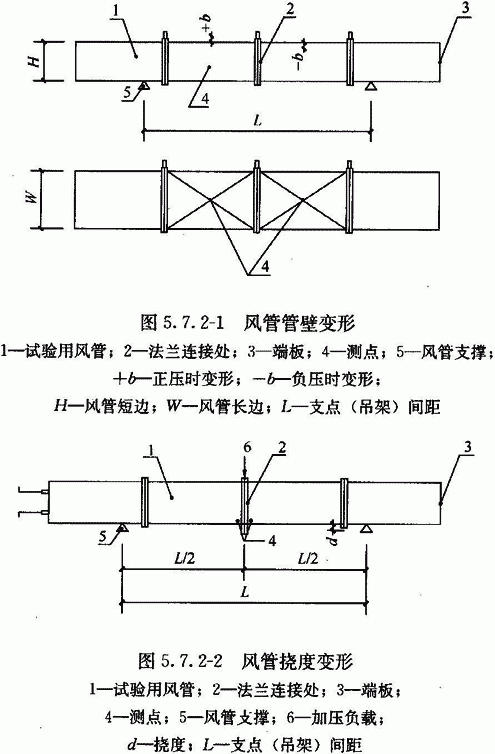 1
+b
2
3
H
-b
5
4
L
W
4
图 5.7.2-1 风管管壁变形
1—试验用风管；2—法兰连接处；3—端板；4—测点；5—风管支撑；
+b—正压时变形；-b—负压时变形；
H—风管短边；W—风管长边；L—支点（吊架）间距
1
6
2
3
5
4
d
L/2
L/2
L
图 5.7.2-2 风管挠度变形
1—试验用风管；2—法兰连接处；3—端板；
4—测点；5—风管支撑；6—加压负载；
d—挠度；L—支点（吊架）间距